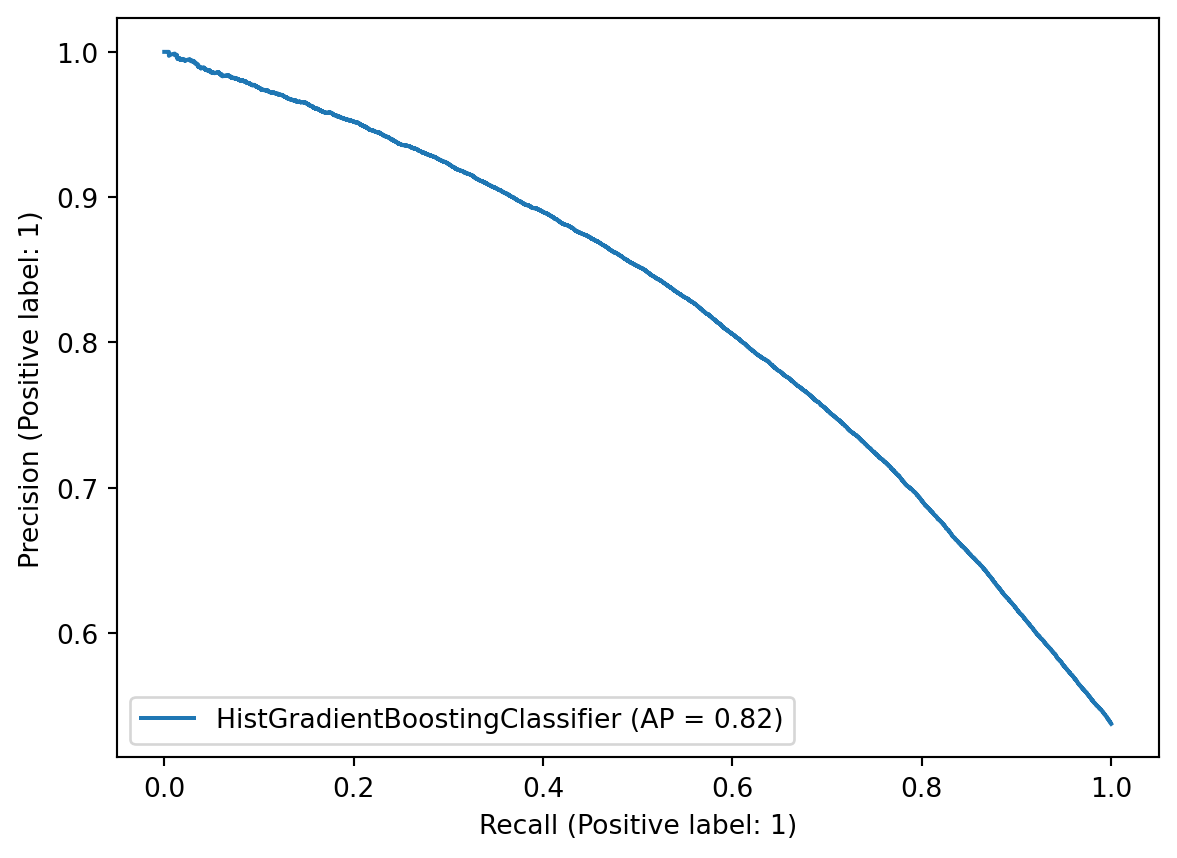 1.0
0.9
0.8
0.7
0.6
Precision (Positive label: 1)
HistGradientBoostingClassifier (AP = 0.82)
0.0 0.2 0.4 0.6 0.8 1.0
Recall (Positive label: 1)